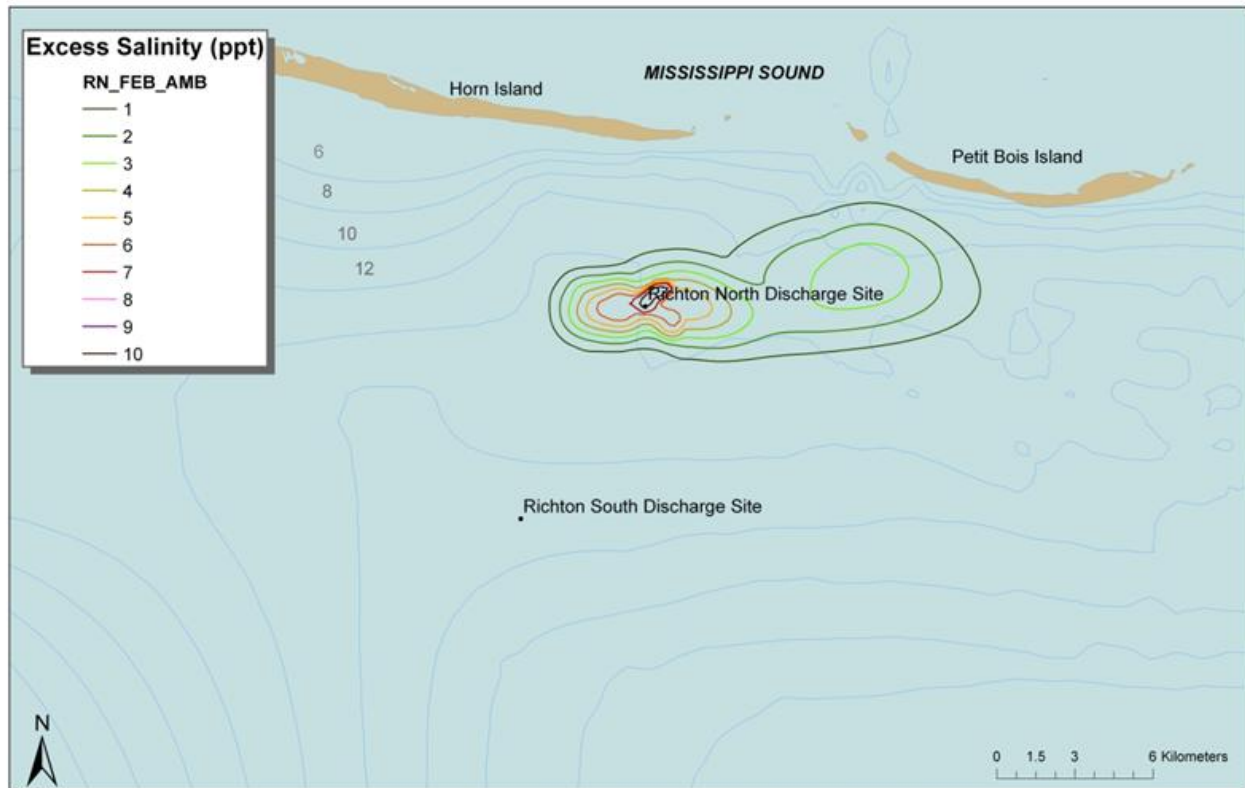 Excess Salinity (ppt)
RN_FEB_AMB
1
2
3
4
5
6
7
8
9
10
MISSISSIPPI SOUND
Horn Island
Petit Bois Island
6
8
10
12
Richton North Discharge Site
Richton South Discharge Site
N
0 1.5 3 6 Kilometers